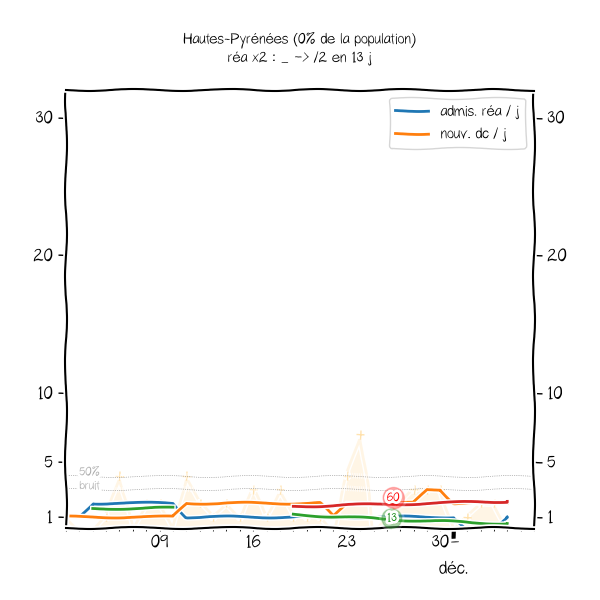 Hautes-Pyrénées (0% de la population)
réa x2 : _ -> /2 en 13 j
admis. réa / j
nouv. dc / j
30
30
20
20
10
10
5
5
50%
bruit
60
13
1
1
09
16
23
30
déc.